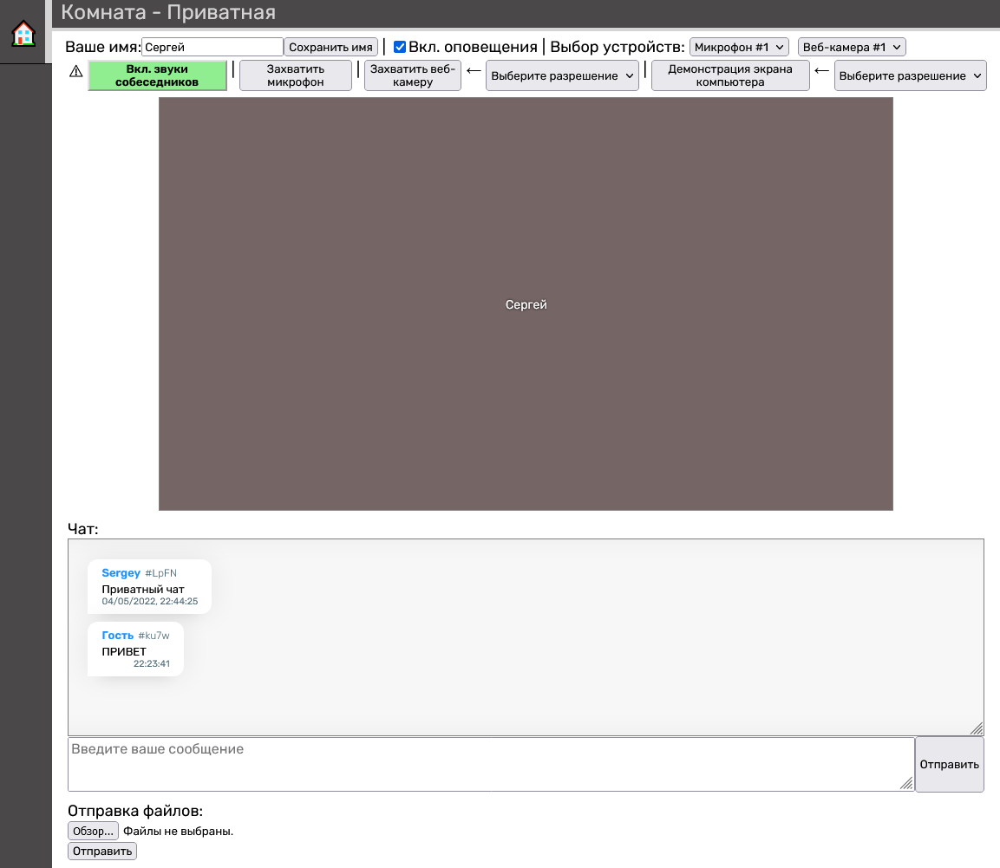 Комната - Приватная
Ваше имя: Сергей Сохранить имя | Вкл. оповещения | Выбор устройств: Микрофон #1 Веб-камера #1
⚠ Вкл. звуки собеседников | Захватить микрофон | Захватить веб-камеру ← Выберите разрешение | Демонстрация экрана компьютера ← Выберите разрешение
Сергей
Чат:
Sergey #LpFN
Приватный чат
04/05/2022, 22:44:25
Гость #ku7w
ПРИВЕТ
22:23:41
Введите ваше сообщение
Отправить
Отправка файлов:
Обзор... Файлы не выбраны.
Отправить